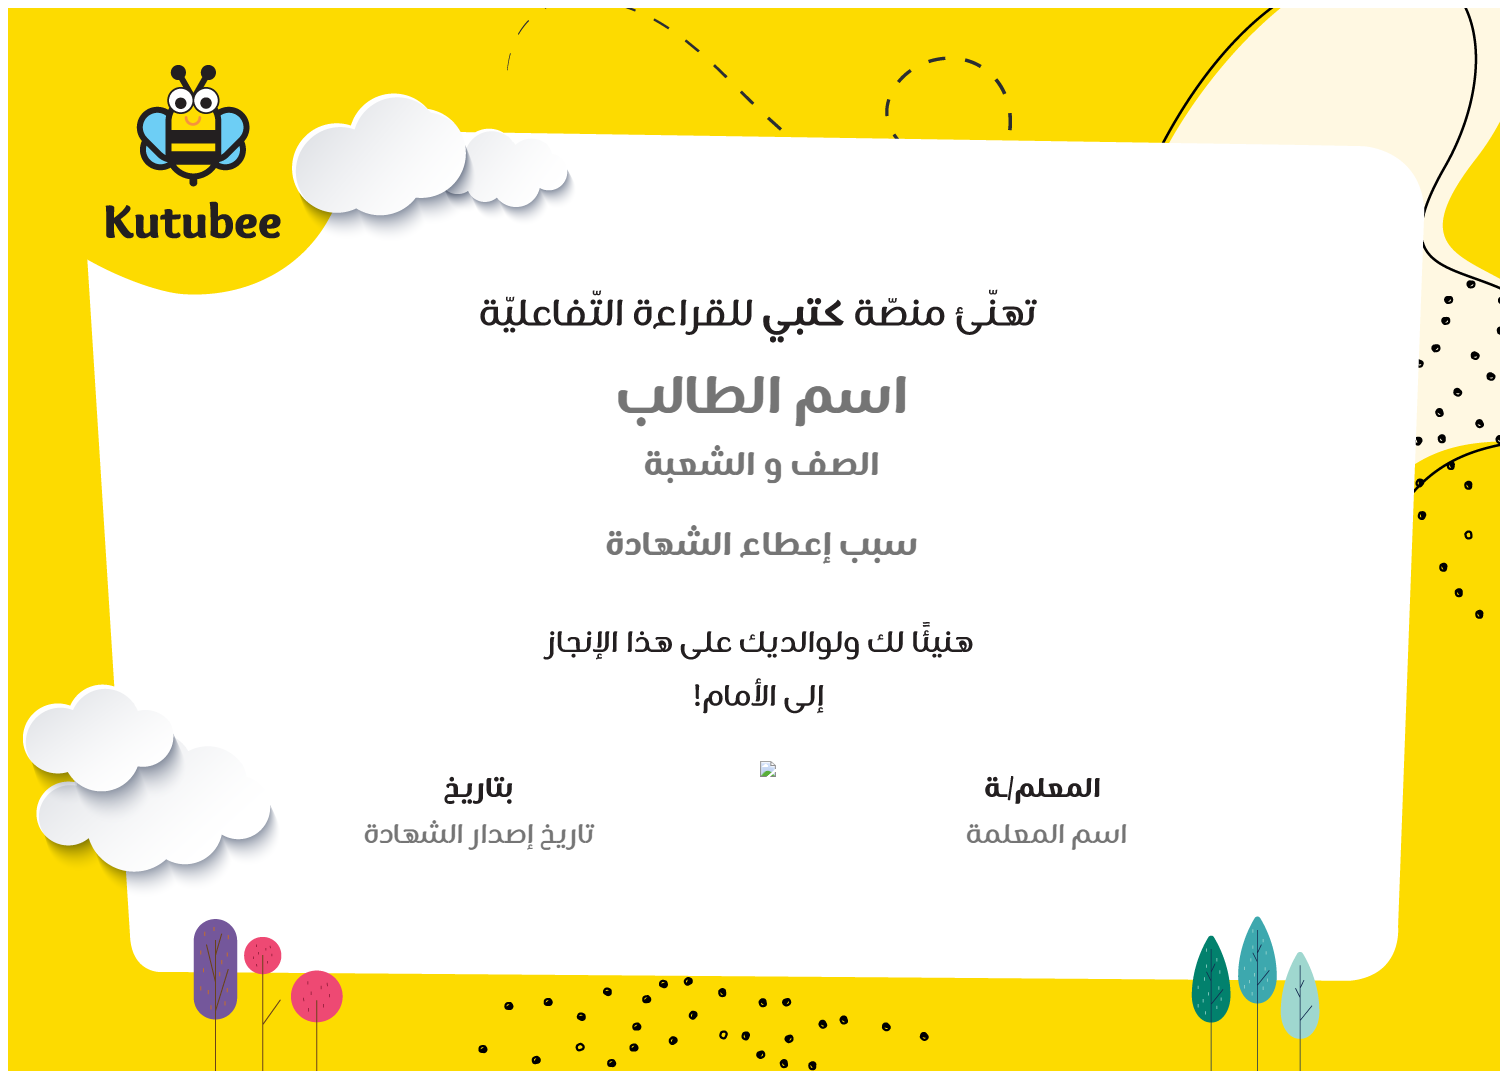 Kutubee
تهنّئ منصّة كتبي للقراءة التّفاعليّة
اسم الطالب
الصف و الشعبة
سبب إعطاء الشهادة
هنيئًا لك ولوالديك على هذا الإنجاز
إلى الأمام!
المعلم/ـة
اسم المعلمة
بتاريخ
تاريخ إصدار الشهادة